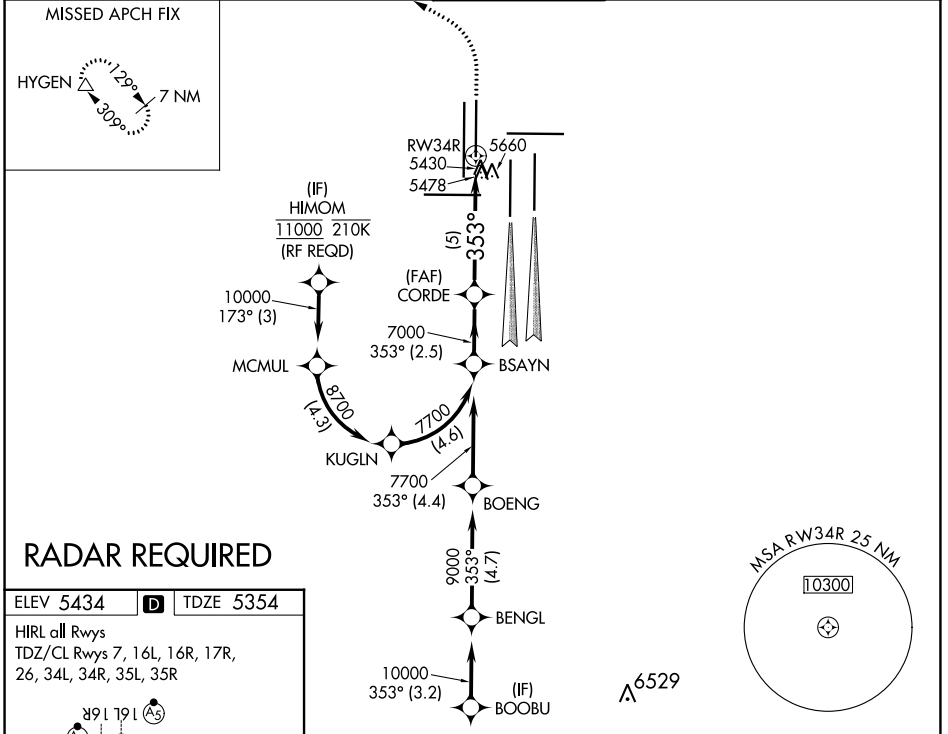 MISSED APCH FIX
HYGEN
129°
309°
7 NM
RW34R
5660
5430
5478
(IF)
HIMOM
11000 210K
(RF REQD)
(5)
353°
(FAF)
CORDE
10000
173° (3)
7000
353° (2.5)
MCMUL
BSAYN
8700
(4.3)
7700
(4.6)
KUGLN
7700
353° (4.4)
BOENG
RADAR REQUIRED
9000
353°
(4.7)
MSA RW34R 25 NM
10300
ELEV 5434 D TDZE 5354
BENGL
HIRL all Rwys
TDZ/CL Rwys 7, 16L, 16R, 17R,
26, 34L, 34R, 35L, 35R
10000
353° (3.2)
(IF)
BOOBU
6529
16R 16L A5